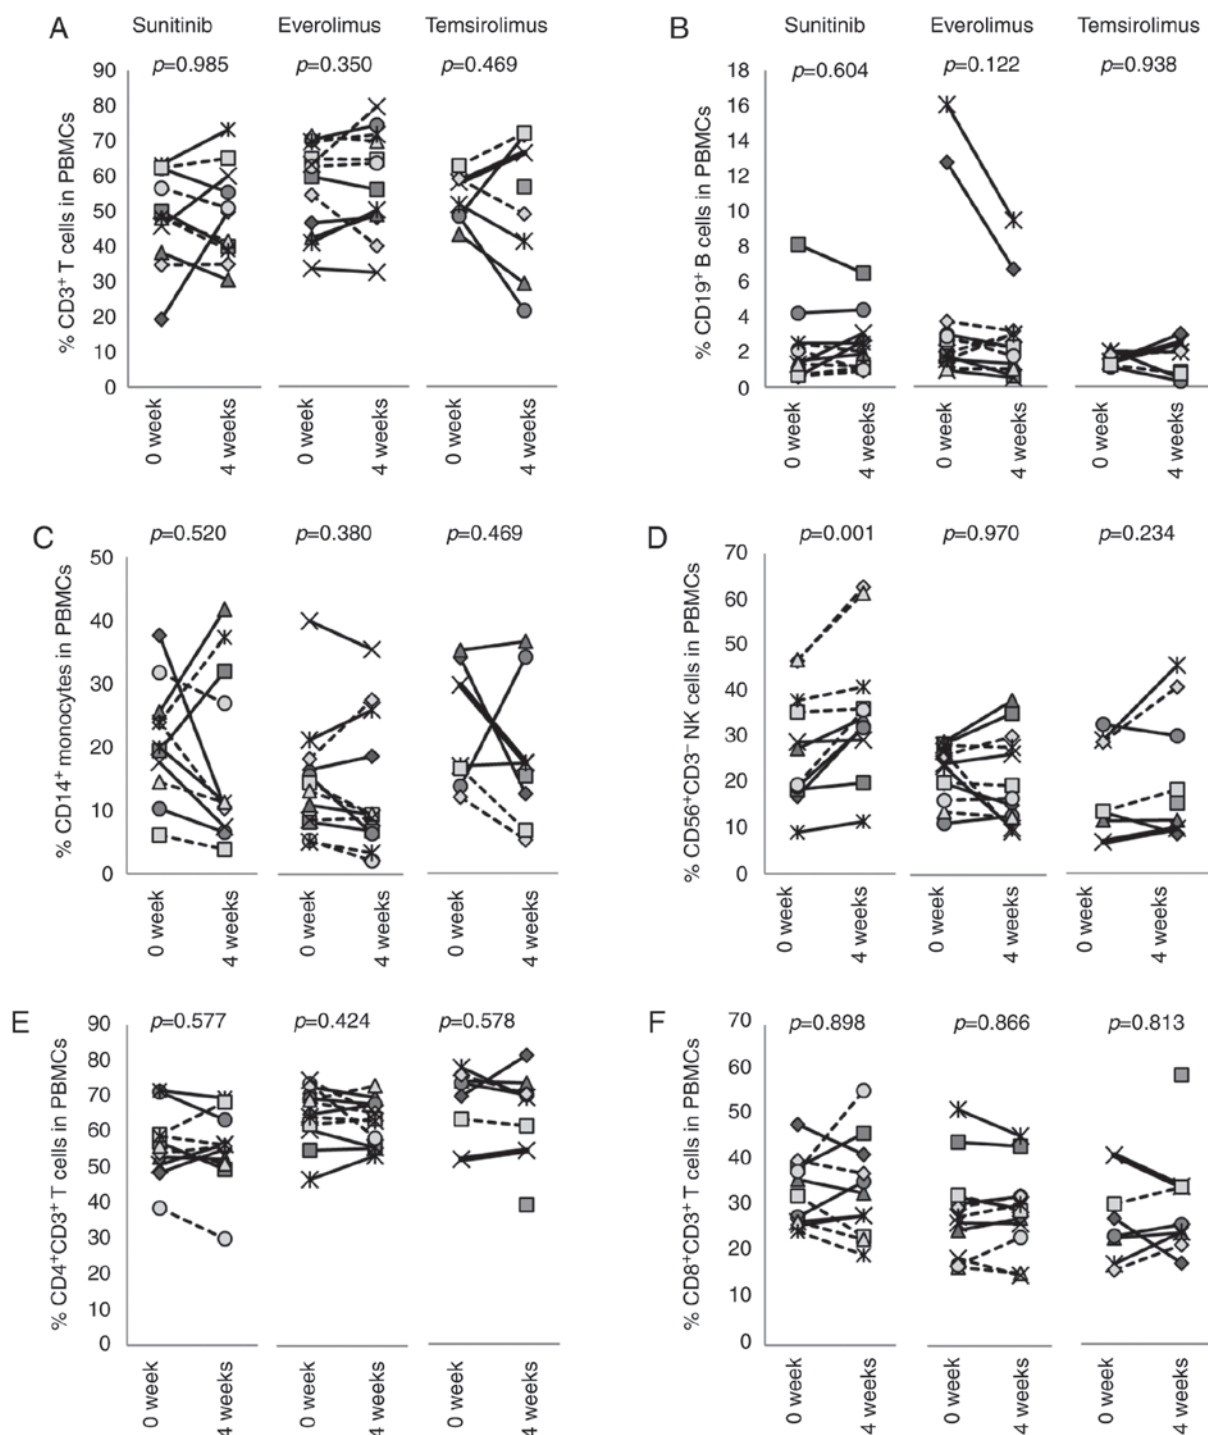 A
Sunitinib
Everolimus
Temsirolimus
p=0.985
p=0.350
p=0.469
% CD3+ T cells in PBMCs
90
80
70
60
50
40
30
20
10
0
0 week
4 weeks
0 week
4 weeks
0 week
4 weeks
B
Sunitinib
Everolimus
Temsirolimus
p=0.604
p=0.122
p=0.938
% CD19+ B cells in PBMCs
18
16
14
12
10
8
6
4
2
0
0 week
4 weeks
0 week
4 weeks
0 week
4 weeks
C
p=0.520
p=0.380
p=0.469
% CD14+ monocytes in PBMCs
50
40
30
20
10
0
0 week
4 weeks
0 week
4 weeks
0 week
4 weeks
D
p=0.001
p=0.970
p=0.234
% CD56+CD3− NK cells in PBMCs
70
60
50
40
30
20
10
0
0 week
4 weeks
0 week
4 weeks
0 week
4 weeks
E
p=0.577
p=0.424
p=0.578
% CD4+CD3+ T cells in PBMCs
90
80
70
60
50
40
30
20
10
0
0 week
4 weeks
0 week
4 weeks
0 week
4 weeks
F
p=0.898
p=0.866
p=0.813
% CD8+CD3+ T cells in PBMCs
70
60
50
40
30
20
10
0
0 week
4 weeks
0 week
4 weeks
0 week
4 weeks